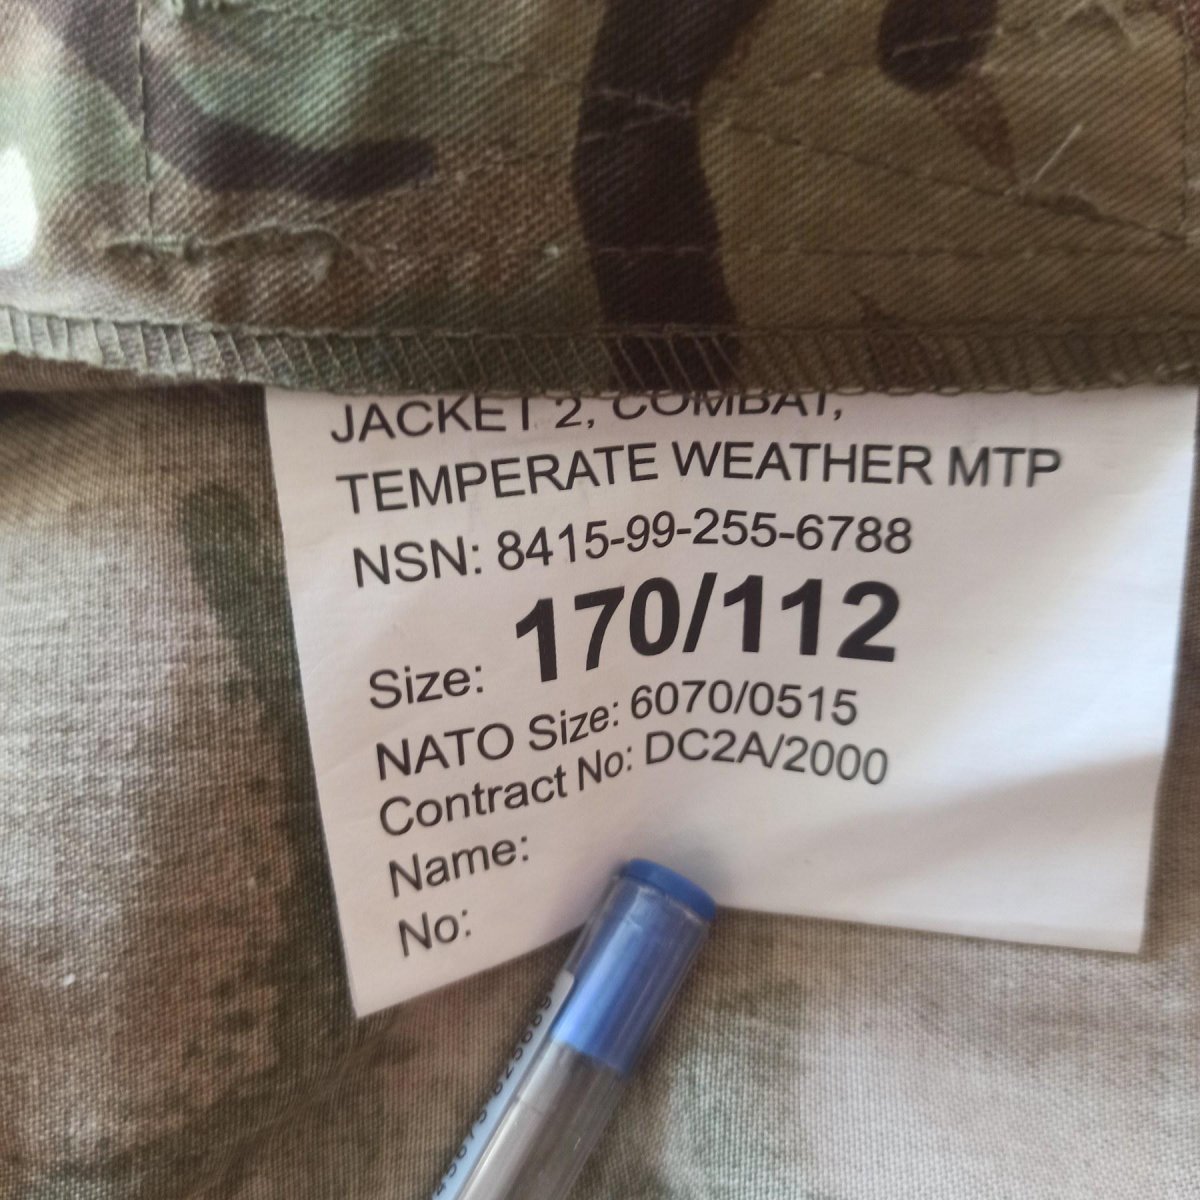 JACKET 2, COMBAT,
TEMPERATE WEATHER MTP
NSN: 8415-99-255-6788
Size: 170/112
NATO Size: 6070/0515
Contract No: DC2A/2000
Name:
No: